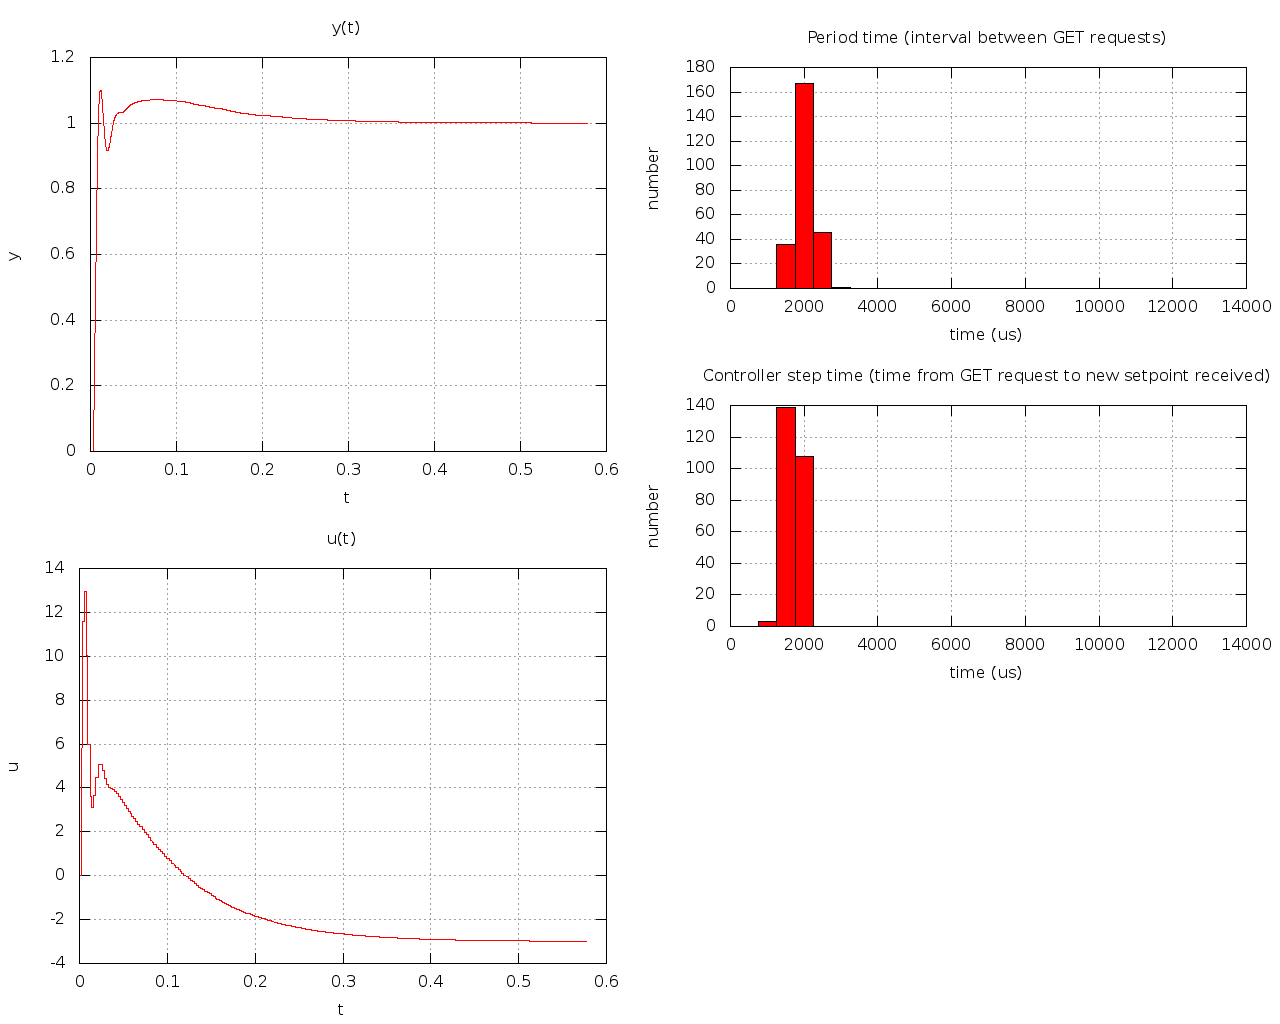 y(t)
1.2
1
0.8
0.6
0.4
0.2
0
y
0 0.1 0.2 0.3 0.4 0.5 0.6
t
u(t)
14
12
10
8
6
4
2
0
-2
-4
u
0 0.1 0.2 0.3 0.4 0.5 0.6
t
Period time (interval between GET requests)
180
160
140
120
100
80
60
40
20
0
number
0 2000 4000 6000 8000 10000 12000 14000
time (us)
Controller step time (time from GET request to new setpoint received)
140
120
100
80
60
40
20
0
number
0 2000 4000 6000 8000 10000 12000 14000
time (us)